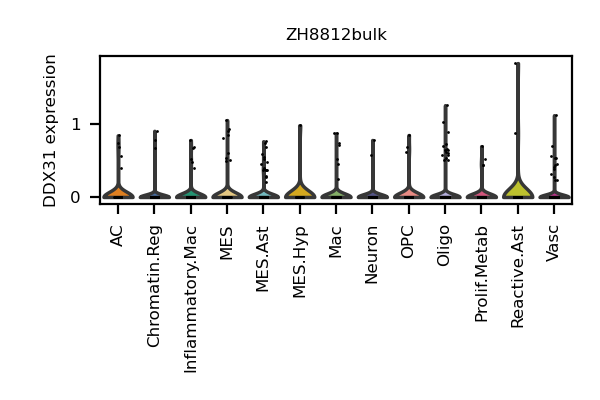 ZH8812bulk
DDX31 expression
1
0
AC
Chromatin.Reg
Inflammatory.Mac
MES
MES.Ast
MES.Hyp
Mac
Neuron
OPC
Oligo
Prolif.Metab
Reactive.Ast
Vasc